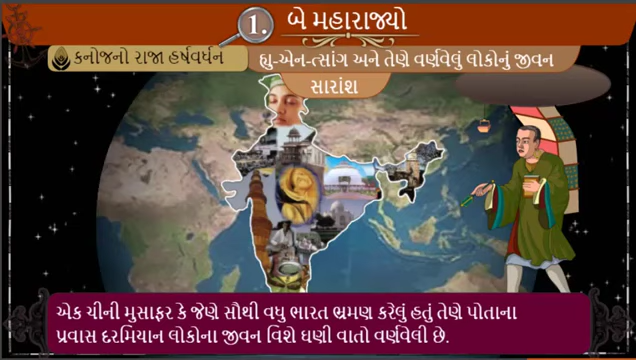 1. બે મહારાજ્યો
કનોજનો રાજા હર્ષવર્ધન
હ્યુ-એન-ત્સાંગ અને તેણે વર્ણવેલું લોકોનું જીવન
સારાંશ
એક ચીની મુસાફર કે જેણે સૌથી વધુ ભારત ભ્રમણ કરેલું હતું તેણે પોતાના
પ્રવાસ દરમિયાન લોકોના જીવન વિશે ઘણી વાતો વર્ણવેલી છે.